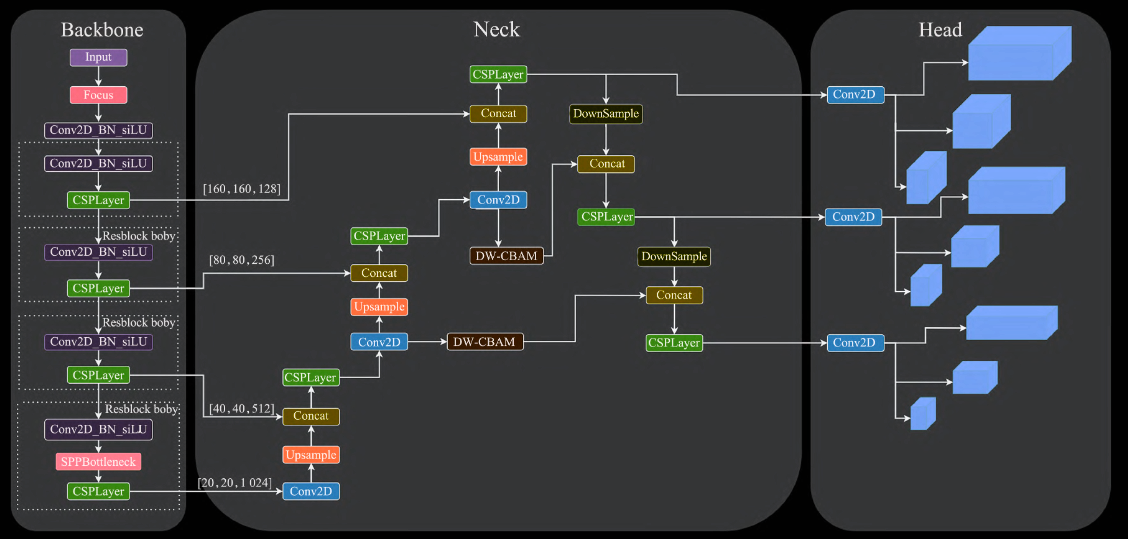 Backbone
Input
Focus
Conv2D_BN_siLU
Conv2D_BN_siLU
CSPLayer
Resblock boby
Conv2D_BN_siLU
CSPLayer
Resblock boby
Conv2D_BN_siLU
CSPLayer
Resblock boby
Conv2D_BN_siLU
SPPBottleneck
CSPLayer
Neck
[160, 160, 128]
[80, 80, 256]
[40, 40, 512]
[20, 20, 1 024]
CSPLayer
Concat
Upsample
Conv2D
DW-CBAM
CSPLayer
Concat
Upsample
Conv2D
DW-CBAM
CSPLayer
Concat
Upsample
Conv2D
DownSample
Concat
CSPLayer
DownSample
Concat
CSPLayer
Head
Conv2D
Conv2D
Conv2D